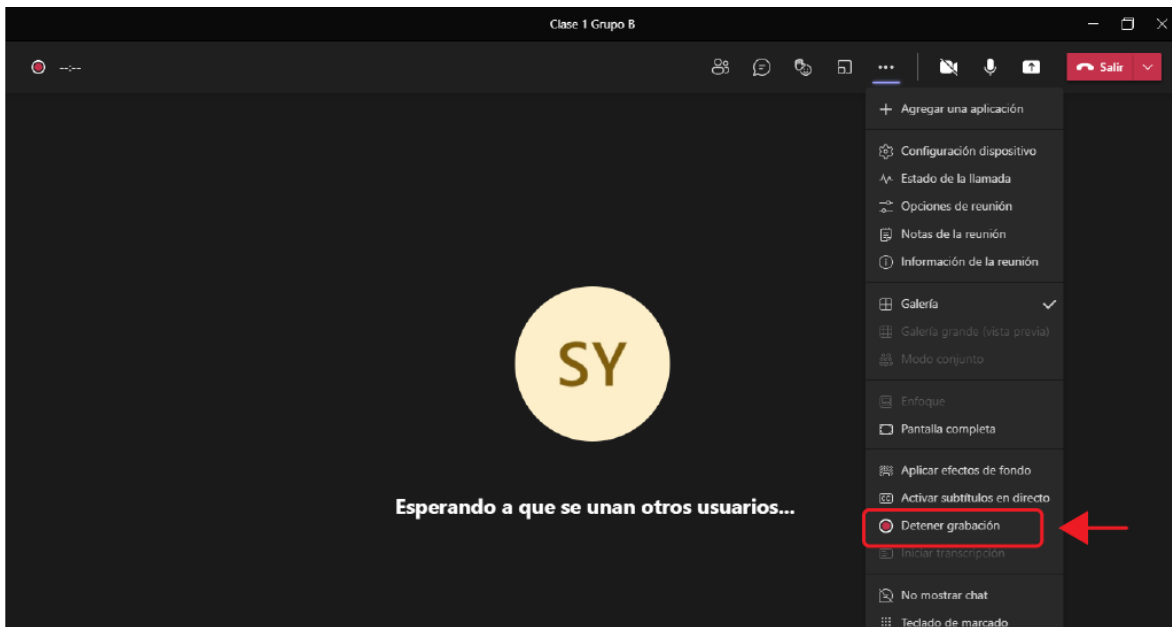 Clase 1 Grupo B
--:--
Salir
Agregar una aplicación
Configuración dispositivo
Estado de la llamada
Opciones de reunión
Notas de la reunión
Información de la reunión
Galería
Galería grande (vista previa)
Modo conjunto
Enfoque
Pantalla completa
SY
Esperando a que se unan otros usuarios...
Aplicar efectos de fondo
CC Activar subtítulos en directo
Detener grabación
Iniciar transcripción
No mostrar chat
Teclado de marcado